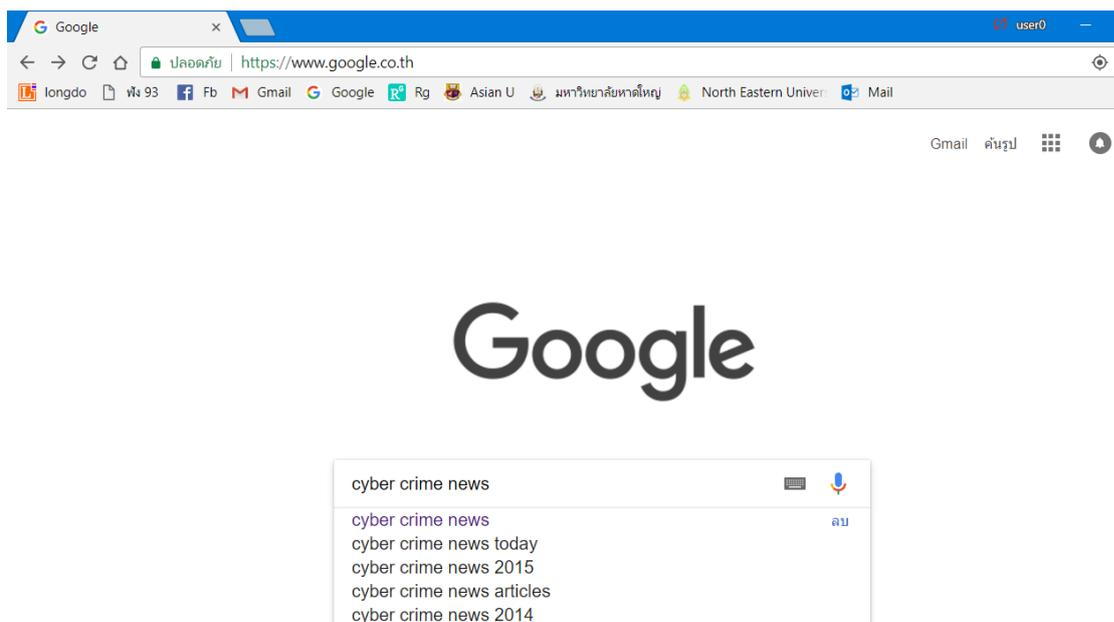 Google
user0
ปลอดภัย https://www.google.co.th
longdo ฟัง 93 Fb Gmail Google Rg Asian U มหาวิทยาลัยหาดใหญ่ North Eastern Univer Mail
Gmail ค้นรูป
Google
cyber crime news
cyber crime news ลบ
cyber crime news today
cyber crime news 2015
cyber crime news articles
cyber crime news 2014